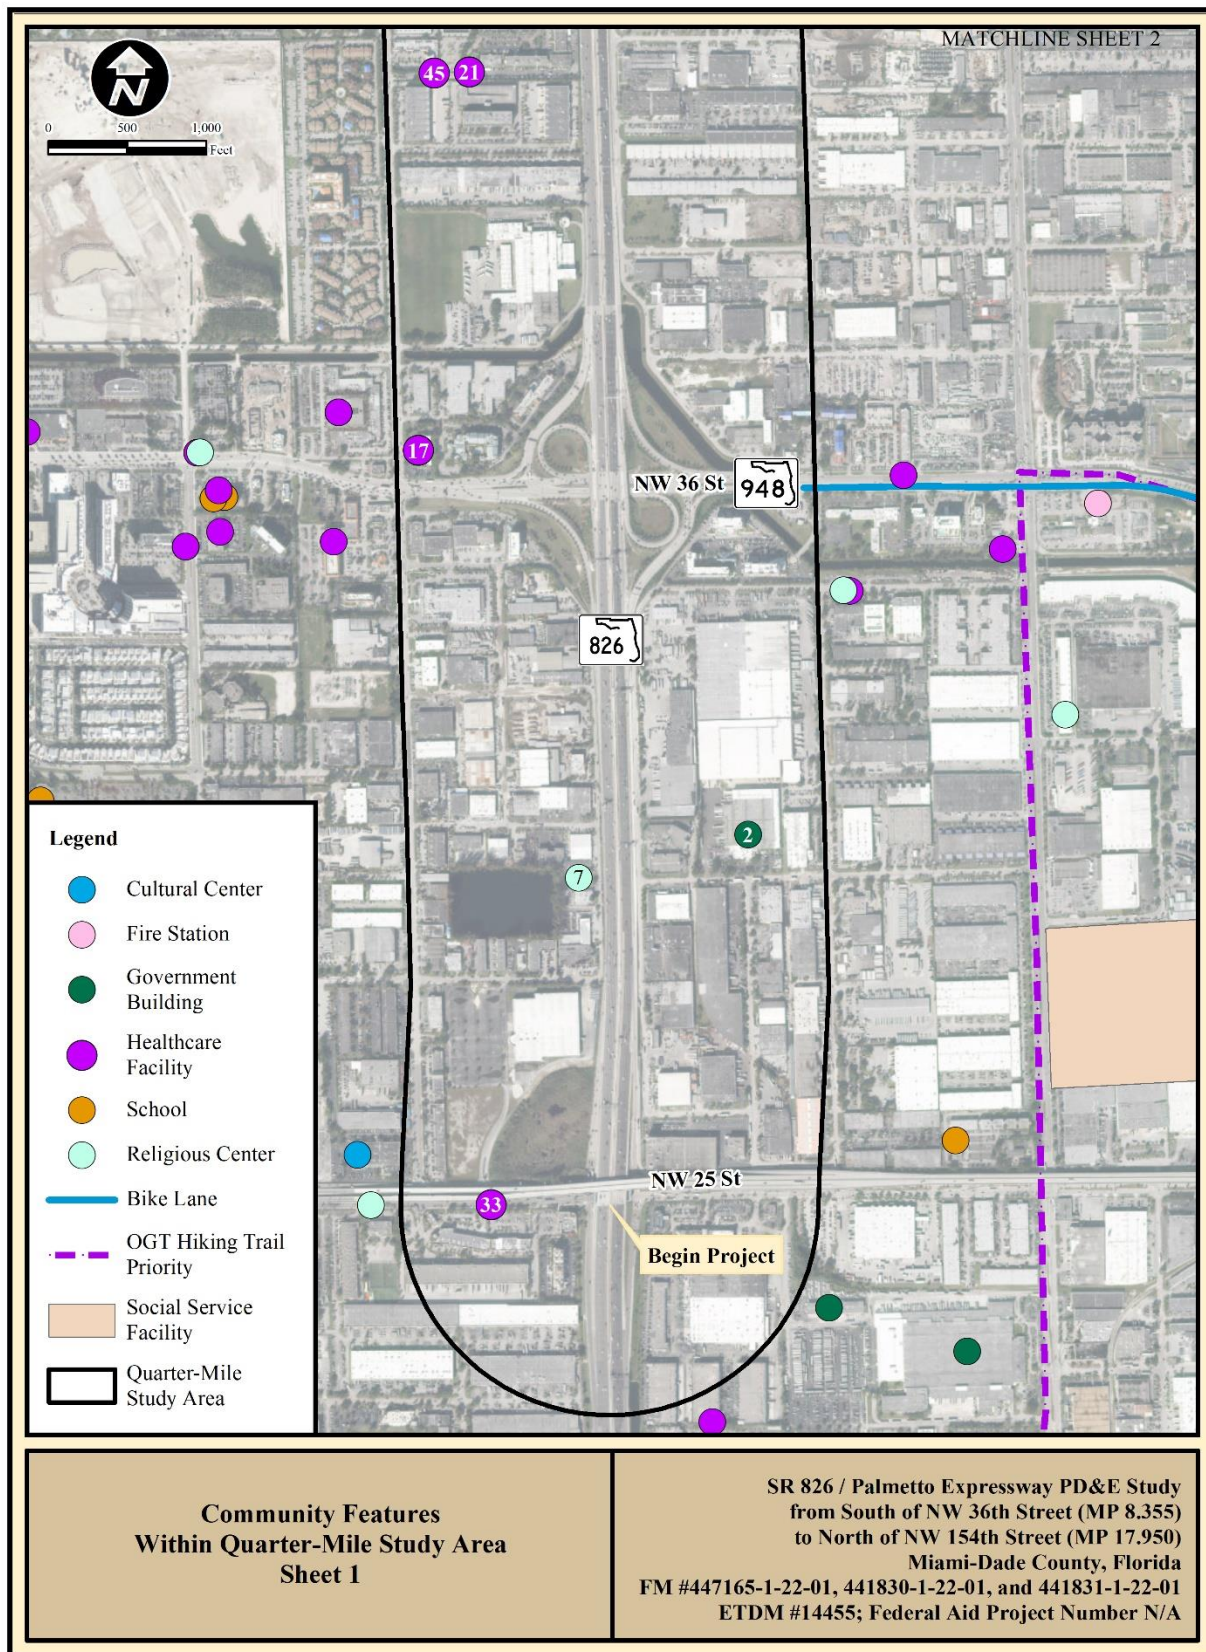 MATCHLINE SHEET 2
N
0 500 1,000
Feet
45 21
17
NW 36 St 948
826
2
7
NW 25 St
33
Begin Project
Legend
Cultural Center
Fire Station
Government
Building
Healthcare
Facility
School
Religious Center
Bike Lane
OGT Hiking Trail
Priority
Social Service
Facility
Quarter-Mile
Study Area
Community Features
Within Quarter-Mile Study Area
Sheet 1
SR 826 / Palmetto Expressway PD&E Study
from South of NW 36th Street (MP 8.355)
to North of NW 154th Street (MP 17.950)
Miami-Dade County, Florida
FM #447165-1-22-01, 441830-1-22-01, and 441831-1-22-01
ETDM #14455; Federal Aid Project Number N/A